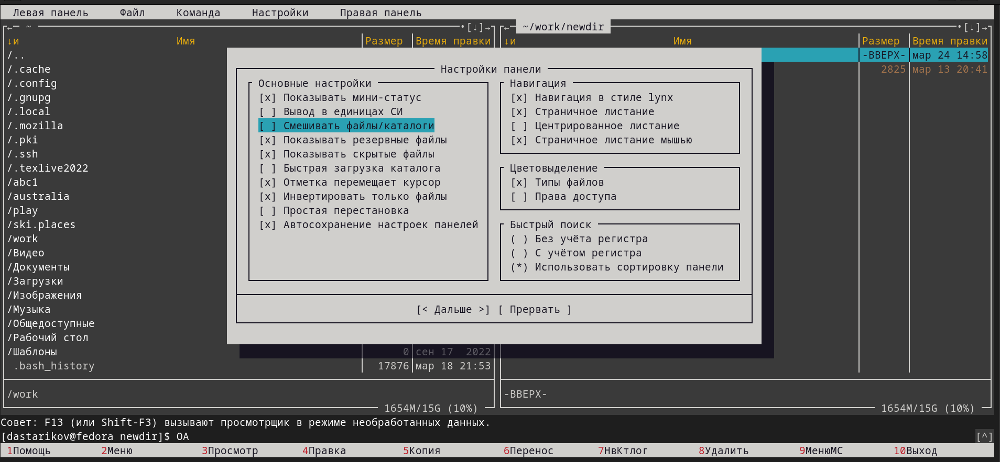 Левая панель Файл Команда Настройки Правая панель
←  ~ •[↓]→ ←  ~/work/newdir •[↓]→
↓и Имя Размер Время правки ↓и Имя Размер Время правки
/.. -ВВЕРХ- мар 24 14:58
/.cache Настройки панели 2825 мар 13 20:41
/.config Основные настройки Навигация
/.gnupg [x] Показывать мини-статус [x] Навигация в стиле lynx
/.local [ ] Вывод в единицах СИ [x] Страничное листание
/.mozilla [ ] Смешивать файлы/каталоги [ ] Центрированное листание
/.pki [x] Показывать резервные файлы [x] Страничное листание мышью
/.ssh [x] Показывать скрытые файлы
/.texlive2022 [ ] Быстрая загрузка каталога Цветовыделение
/abc1 [x] Отметка перемещает курсор [x] Типы файлов
/australia [x] Инвертировать только файлы [ ] Права доступа
/play [ ] Простая перестановка
/ski.places [x] Автосохранение настроек панелей Быстрый поиск
/work ( ) Без учёта регистра
/Видео ( ) С учётом регистра
/Документы (*) Использовать сортировку панели
/Загрузки
/Изображения
/Музыка [< Дальше >] [ Прервать ]
/Общедоступные
/Рабочий стол
/Шаблоны 0 сен 17 2022
.bash_history 17876 мар 18 21:53
/work -ВВЕРХ-
1654M/15G (10%) 1654M/15G (10%)
Совет: F13 (или Shift-F3) вызывают просмотрщик в режиме необработанных данных.
[dastarikov@fedora newdir]$ OA [^]
1Помощь 2Меню 3Просмотр 4Правка 5Копия 6Перенос 7НвКтлог 8Удалить 9МенюМС 10Выход